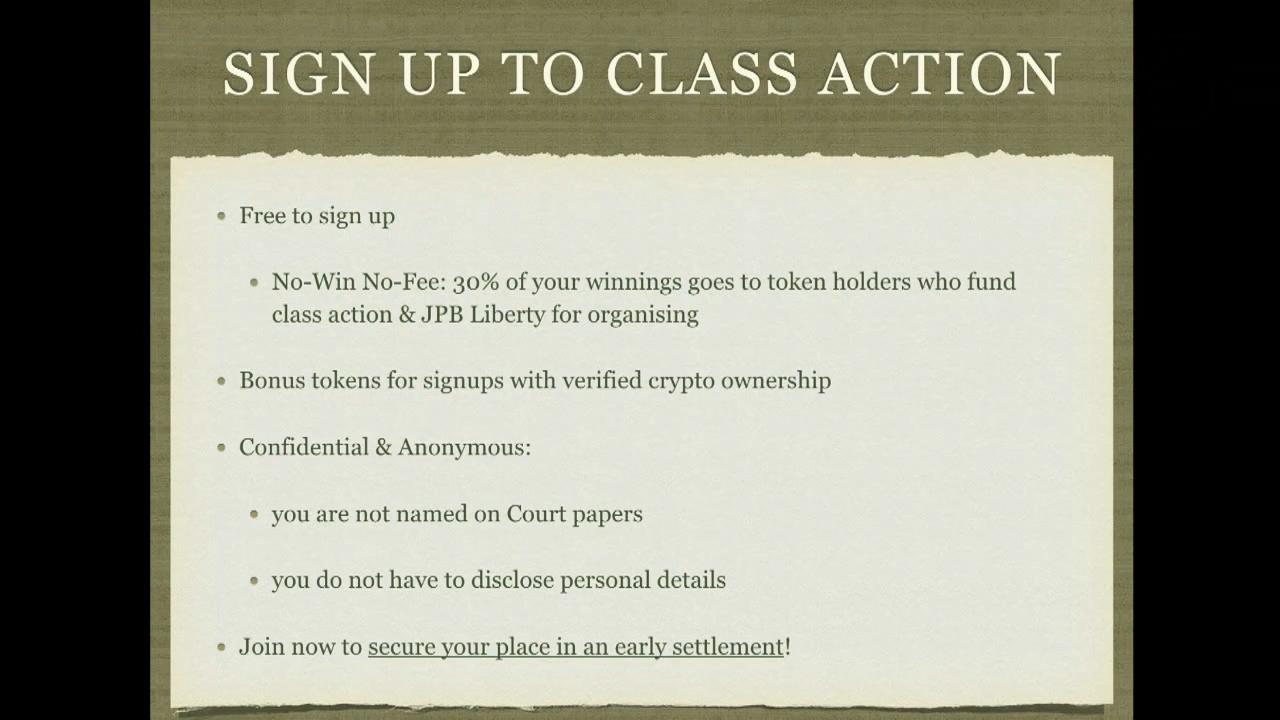 SIGN UP TO CLASS ACTION
• Free to sign up
• No-Win No-Fee: 30% of your winnings goes to token holders who fund
class action & JPB Liberty for organising
• Bonus tokens for signups with verified crypto ownership
• Confidential & Anonymous:
• you are not named on Court papers
• you do not have to disclose personal details
• Join now to secure your place in an early settlement!